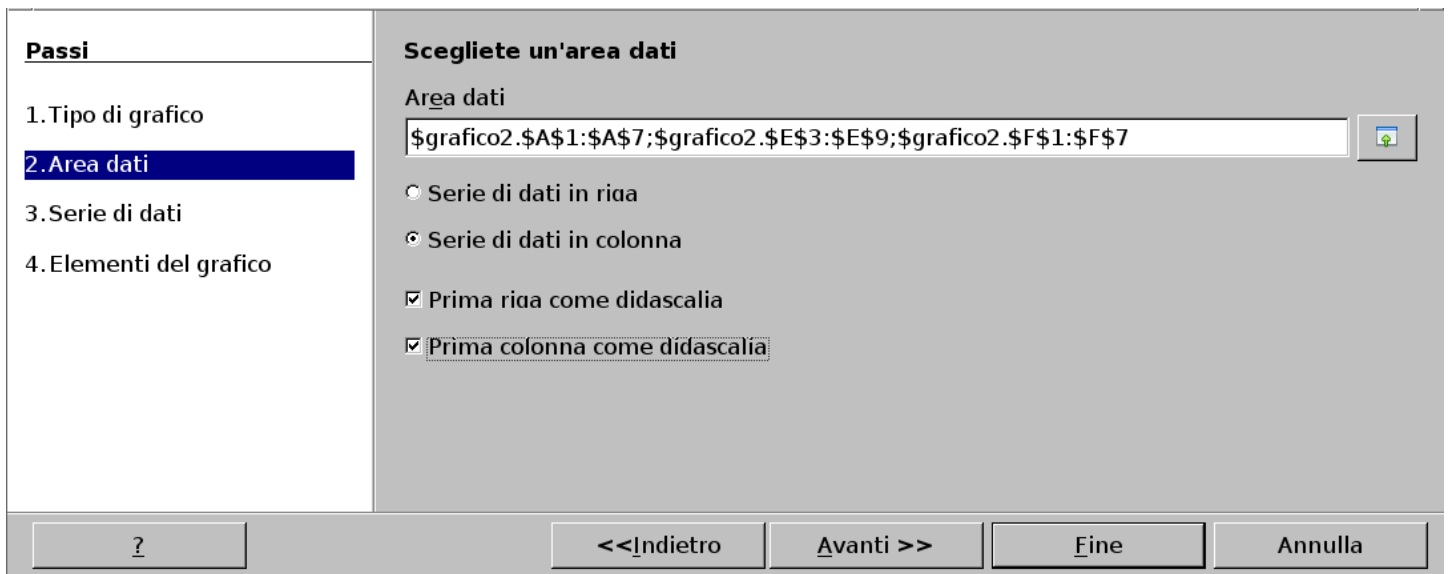 Passi
1.Tipo di grafico
2.Area dati
3.Serie di dati
4.Elementi del grafico
Scegliete un'area dati
Area dati
$grafico2.$A$1:$A$7;$grafico2.$E$3:$E$9;$grafico2.$F$1:$F$7
Serie di dati in riga
Serie di dati in colonna
Prima riga come didascalia
Prima colonna come didascalia
?
<<Indietro
Avanti >>
Fine
Annulla